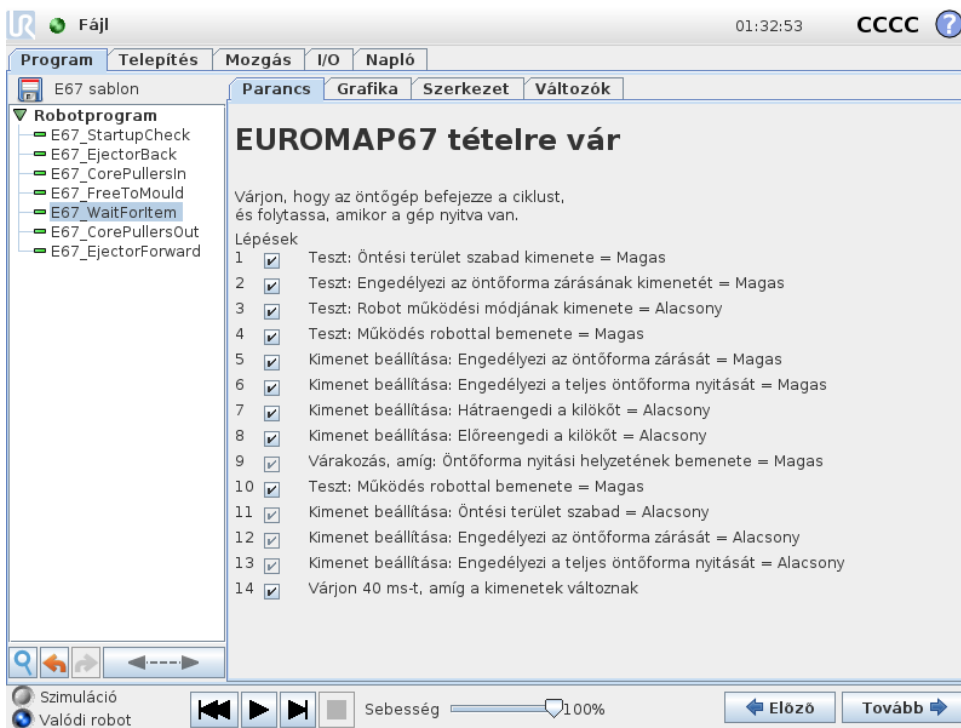 UR Fájl 01:32:53 CCCC ?
Program Telepítés Mozgás I/O Napló
E67 sablon Parancs Grafika Szerkezet Változók
Robotprogram
E67_StartupCheck
E67_EjectorBack
E67_CorePullersIn
E67_FreeToMould
E67_WaitForItem
E67_CorePullersOut
E67_EjectorForward
EUROMAP67 tételre vár
Várjon, hogy az öntőgép befejezze a ciklust,
és folytassa, amikor a gép nyitva van.
Lépések
1 Teszt: Öntési terület szabad kimenete = Magas
2 Teszt: Engedélyezi az öntőforma zárásának kimenetét = Magas
3 Teszt: Robot működési módjának kimenete = Alacsony
4 Teszt: Működés robottal bemenete = Magas
5 Kimenet beállítása: Engedélyezi az öntőforma zárását = Magas
6 Kimenet beállítása: Engedélyezi a teljes öntőforma nyitását = Magas
7 Kimenet beállítása: Hátraengedi a kilökőt = Alacsony
8 Kimenet beállítása: Előreengedi a kilökőt = Alacsony
9 Várakozás, amíg: Öntőforma nyitási helyzetének bemenete = Magas
10 Teszt: Működés robottal bemenete = Magas
11 Kimenet beállítása: Öntési terület szabad = Alacsony
12 Kimenet beállítása: Engedélyezi az öntőforma zárását = Alacsony
13 Kimenet beállítása: Engedélyezi a teljes öntőforma nyitását = Alacsony
14 Várjon 40 ms-t, amíg a kimenetek változnak
Szimuláció
Valódi robot
Sebesség 100% Előző Tovább